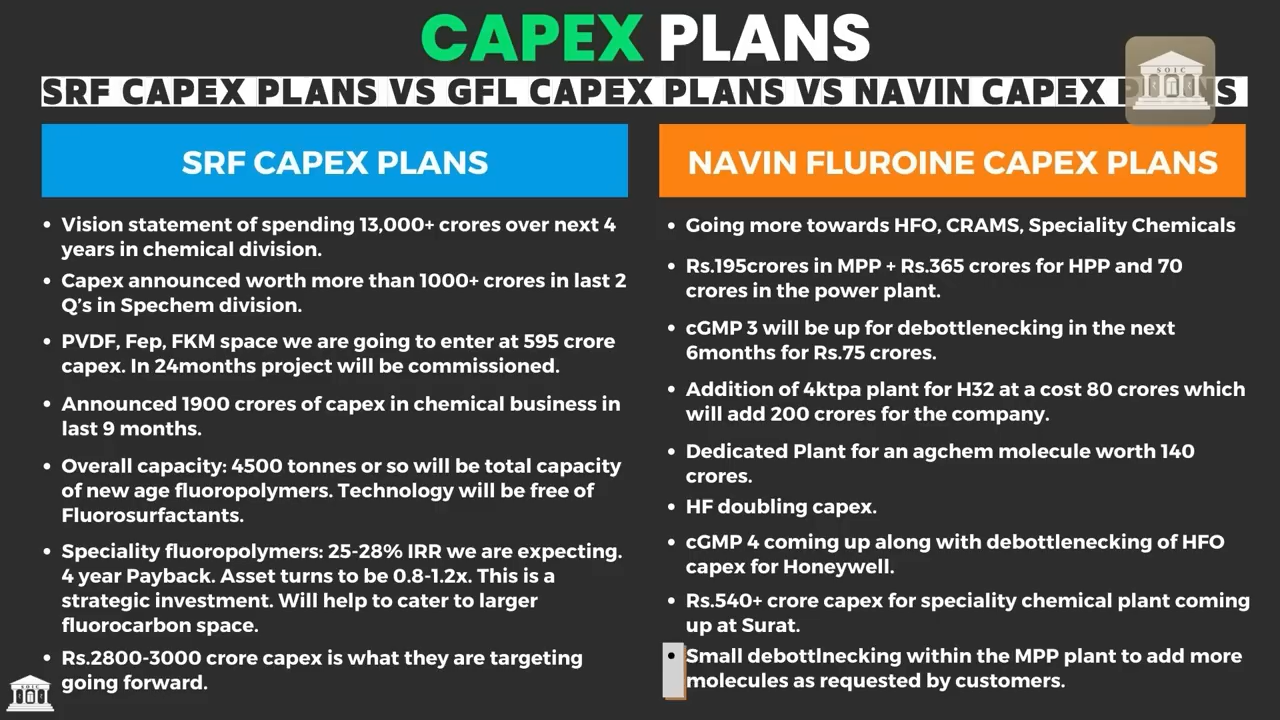 CAPEX PLANS
SRF CAPEX PLANS VS GFL CAPEX PLANS VS NAVIN CAPEX PLANS
SOIC
SRF CAPEX PLANS
• Vision statement of spending 13,000+ crores over next 4
years in chemical division.
• Capex announced worth more than 1000+ crores in last 2
Q's in Spechem division.
• PVDF, Fep, FKM space we are going to enter at 595 crore
capex. In 24months project will be commissioned.
• Announced 1900 crores of capex in chemical business in
last 9 months.
• Overall capacity: 4500 tonnes or so will be total capacity
of new age fluoropolymers. Technology will be free of
Fluorosurfactants.
• Speciality fluoropolymers: 25-28% IRR we are expecting.
4 year Payback. Asset turns to be 0.8-1.2x. This is a
strategic investment. Will help to cater to larger
fluorocarbon space.
• Rs.2800-3000 crore capex is what they are targeting
going forward.
NAVIN FLUROINE CAPEX PLANS
• Going more towards HFO, CRAMS, Speciality Chemicals
• Rs.195crores in MPP + Rs.365 crores for HPP and 70
crores in the power plant.
• cGMP 3 will be up for debottlenecking in the next
6months for Rs.75 crores.
• Addition of 4ktpa plant for H32 at a cost 80 crores which
will add 200 crores for the company.
• Dedicated Plant for an agchem molecule worth 140
crores.
• HF doubling capex.
• cGMP 4 coming up along with debottlenecking of HFO
capex for Honeywell.
• Rs.540+ crore capex for speciality chemical plant coming
up at Surat.
• Small debottlnecking within the MPP plant to add more
molecules as requested by customers.
SOIC